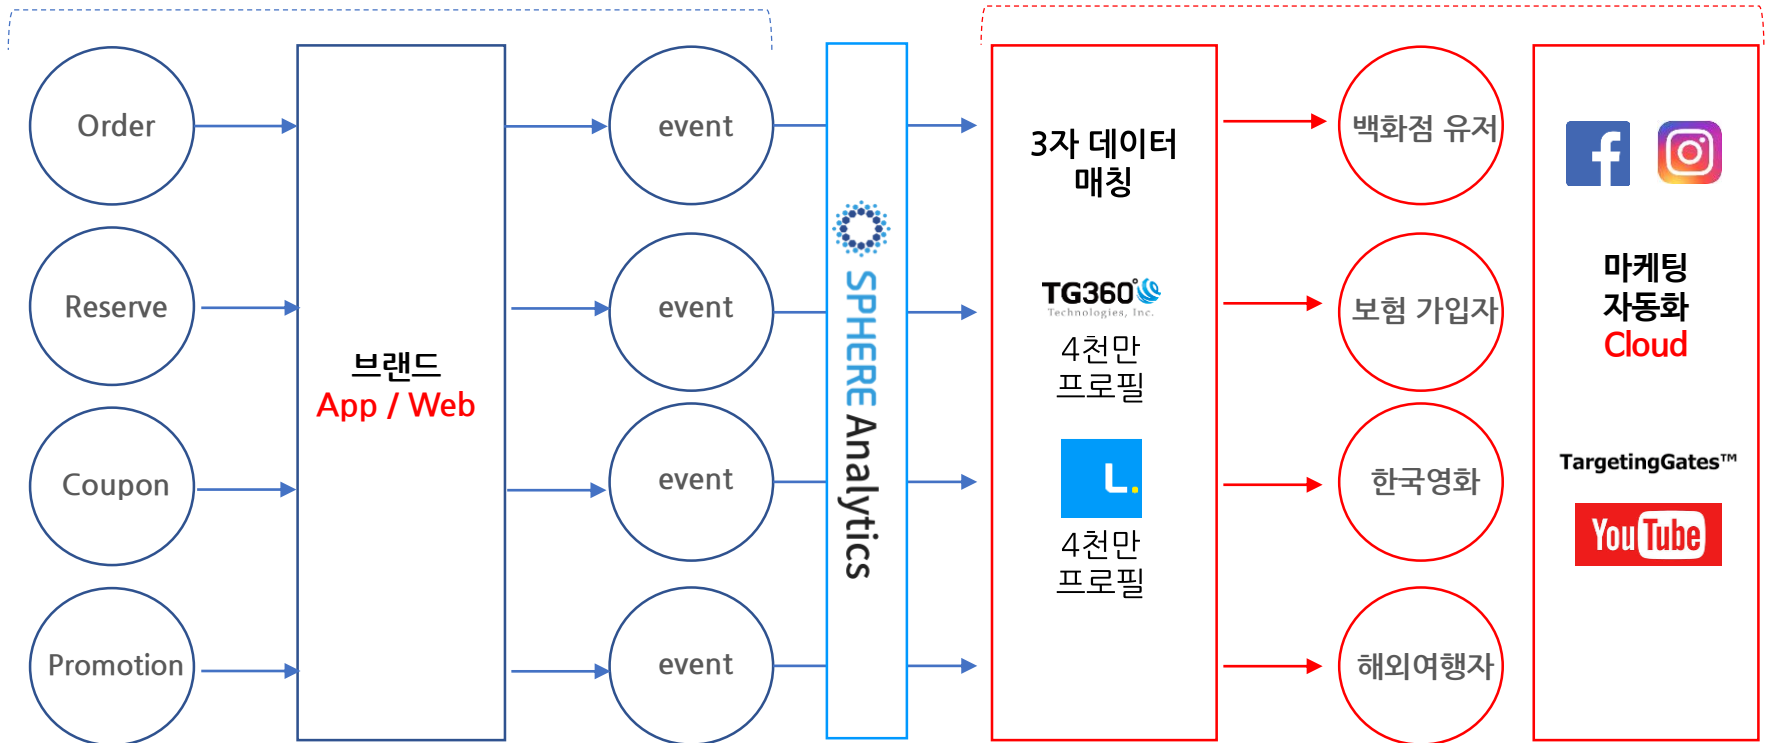 Order
Reserve
Coupon
Promotion
브랜드
App / Web
event
event
event
event
SPHERE Analytics
3자 데이터
매칭
TG360°
Technologies, Inc.
4천만
프로필
L.
4천만
프로필
백화점 유저
보험 가입자
한국영화
해외여행자
f
마케팅
자동화
Cloud
TargetingGates™
YouTube